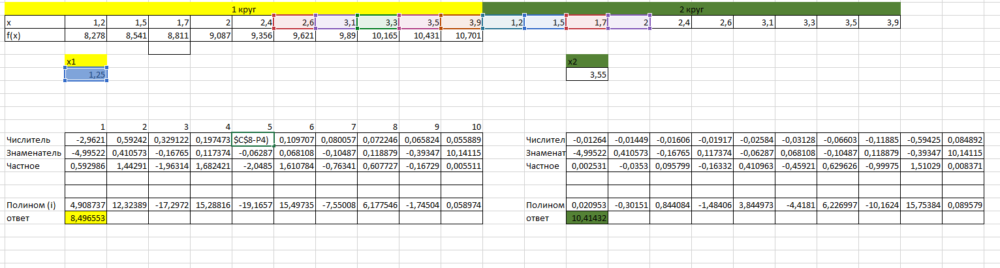 1 круг 2 круг
x 1,2 1,5 1,7 2 2,4 2,6 3,1 3,3 3,5 3,9 1,2 1,5 1,7 2 2,4 2,6 3,1 3,3 3,5 3,9
f(x) 8,278 8,541 8,811 9,087 9,356 9,621 9,89 10,165 10,431 10,701
x1 x2
1,25 3,55
1 2 3 4 5 6 7 8 9 10
Числитель -2,9621 0,59242 0,329122 0,197473 $C$8-P4) 0,109707 0,080057 0,072246 0,065824 0,055889 Числител -0,01264 -0,01449 -0,01606 -0,01917 -0,02584 -0,03128 -0,06603 -0,11885 -0,59425 0,084892
Знаменатель -4,99522 0,410573 -0,16765 0,117374 -0,06287 0,068108 -0,10487 0,118879 -0,39347 10,14115 Знаменат -4,99522 0,410573 -0,16765 0,117374 -0,06287 0,068108 -0,10487 0,118879 -0,39347 10,14115
Частное 0,592986 1,44291 -1,96314 1,682421 -2,0485 1,610784 -0,76341 0,607727 -0,16729 0,005511 Частное 0,002531 -0,0353 0,095799 -0,16332 0,410963 -0,45921 0,629626 -0,99975 1,51029 0,008371
Полином (i) 4,908737 12,32389 -17,2972 15,28816 -19,1657 15,49735 -7,55008 6,177546 -1,74504 0,058974 Полином 0,020953 -0,30151 0,844084 -1,48406 3,844973 -4,4181 6,226997 -10,1624 15,75384 0,089579
ответ 8,496553 ответ 10,41432